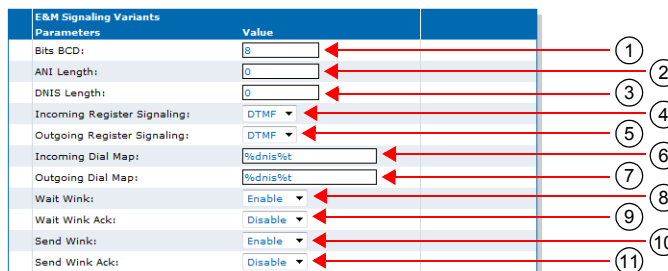 E&M Signaling Variants
Parameters Value
Bits BCD: 8 1
ANI Length: 0 2
DNIS Length: 0 3
Incoming Register Signaling: DTMF 4
Outgoing Register Signaling: DTMF 5
Incoming Dial Map: %dnis%t 6
Outgoing Dial Map: %dnis%t 7
Wait Wink: Enable 8
Wait Wink Ack: Disable 9
Send Wink: Enable 10
Send Wink Ack: Disable 11